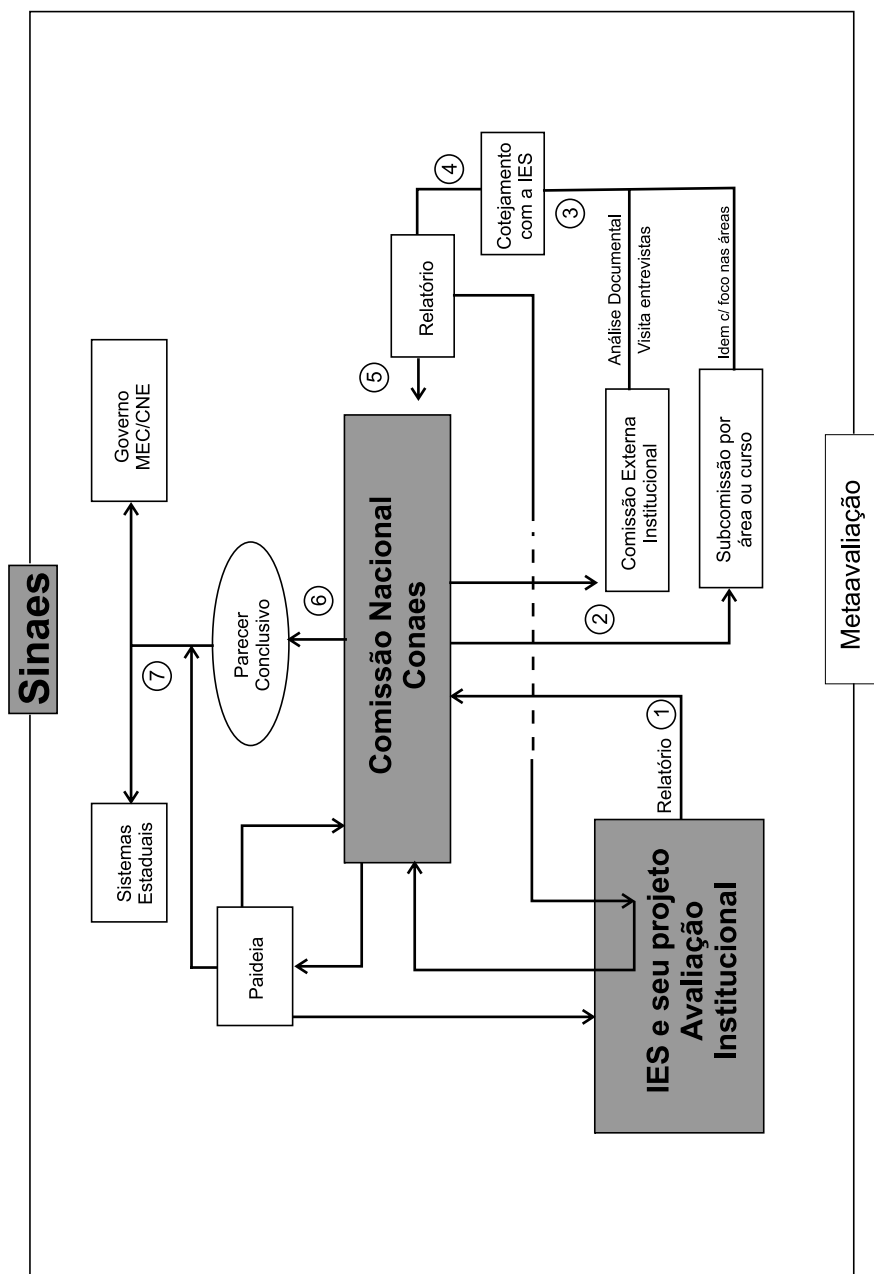 Sinaes
Sistemas
Estaduais
7
Governo
MEC/CNE
Parecer
Conclusivo
Paideia
6
5
Relatório
4
Cotejamento
com a IES
3
Comissão Nacional
Conaes
2
Análise Documental
Visita entrevistas
Comissão Externa
Institucional
Idem c/ foco nas áreas
Subcomissão por
área ou curso
Relatório
1
IES e seu projeto
Avaliação
Institucional
Metaavaliação